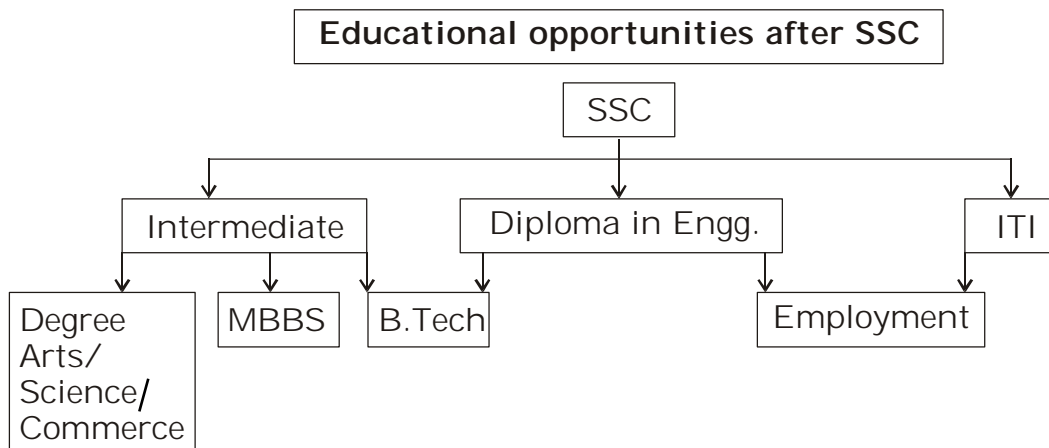 Educational opportunities after SSC
SSC
Intermediate
Diploma in Engg.
ITI
Degree
Arts/
Science/
Commerce
MBBS
B.Tech
Employment